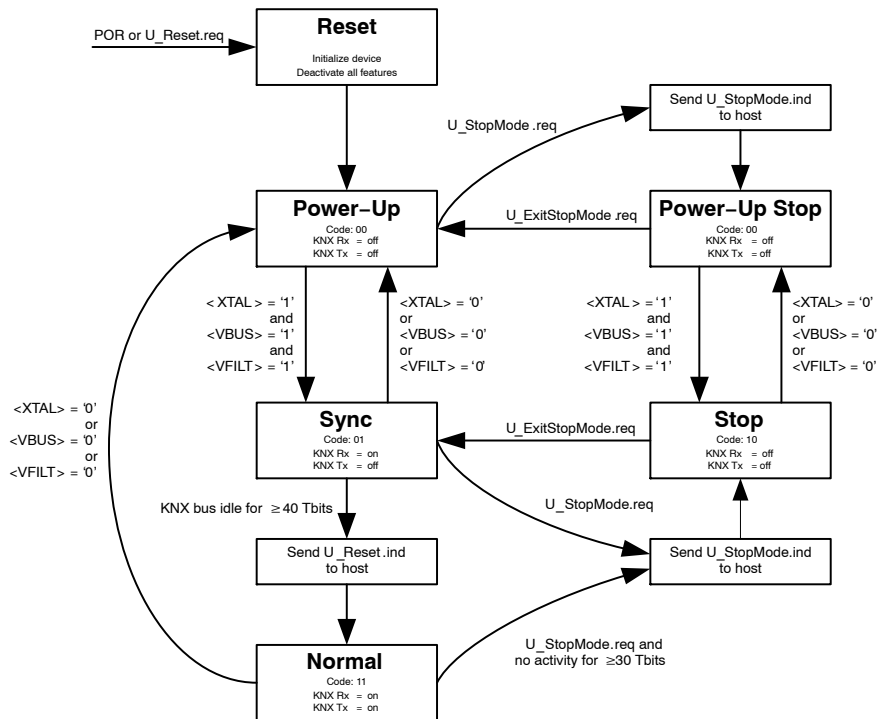 Reset
POR or U_Reset.req
Initialize device
Deactivate all features
Send U_StopMode.ind
to host
U_StopMode .req
Power−Up
Code: 00
KNX Rx = off
KNX Tx = off
U_ExitStopMode.req
Power−Up Stop
Code: 00
KNX Rx = off
KNX Tx = off
<XTAL> = ‘1’
and
<VBUS> = ‘1’
and
<VFILT> = ‘1’
<XTAL> = ‘0’
or
<VBUS> = ‘0’
or
<VFILT> = ‘0’
<XTAL> = ‘1’
and
<VBUS> = ‘1’
and
<VFILT> = ‘1’
<XTAL> = ‘0’
or
<VBUS> = ‘0’
or
<VFILT> = ‘0’
<XTAL> = ‘0’
or
<VBUS> = ‘0’
or
<VFILT> = ‘0’
Sync
Code: 01
KNX Rx = on
KNX Tx = off
U_ExitStopMode.req
Stop
Code: 10
KNX Rx = off
KNX Tx = off
KNX bus idle for ≥40 Tbits
U_StopMode.req
Send U_Reset.ind
to host
Send U_StopMode.ind
to host
U_StopMode.req and
no activity for ≥30 Tbits
Normal
Code: 11
KNX Rx = on
KNX Tx = on